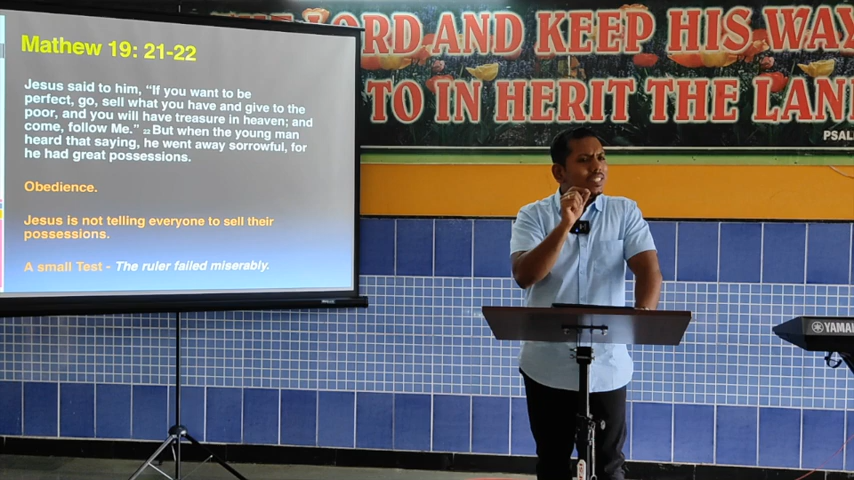 Mathew 19: 21-22
Jesus said to him, “If you want to be
perfect, go, sell what you have and give to the
poor, and you will have treasure in heaven; and
come, follow Me.” 22 But when the young man
heard that saying, he went away sorrowful, for
he had great possessions.
Obedience.
Jesus is not telling everyone to sell their
possessions.
A small Test - The ruler failed miserably.
LORD AND KEEP HIS WAY
TO IN HERIT THE LAN
PSAL
YAMA